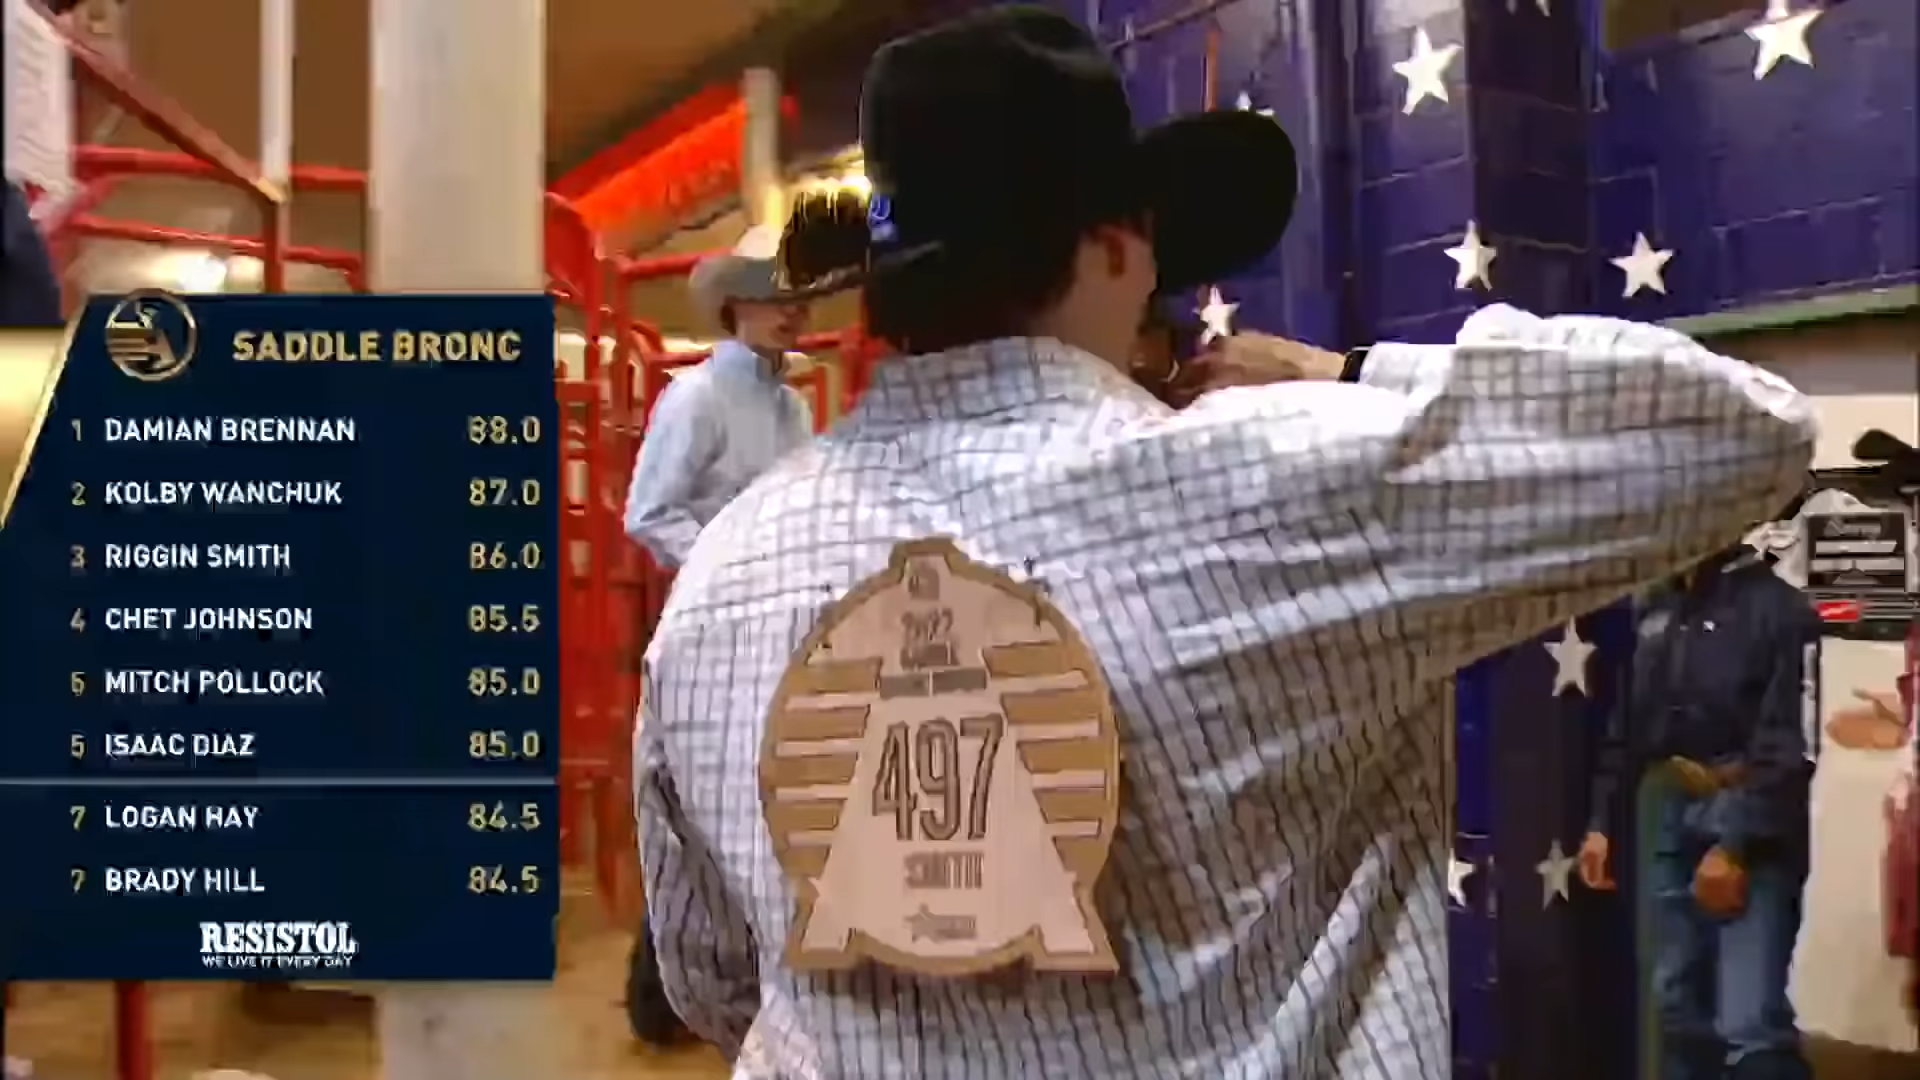 SADDLE BRONC
1 DAMIAN BRENNAN 88.0
2 KOLBY WANCHUK 87.0
3 RIGGIN SMITH 86.0
4 CHET JOHNSON 85.5
5 MITCH POLLOCK 85.0
5 ISAAC DIAZ 85.0
7 LOGAN HAY 84.5
7 BRADY HILL 84.5
RESISTOL
WE LIVE IT EVERY DAY
497
SMITH